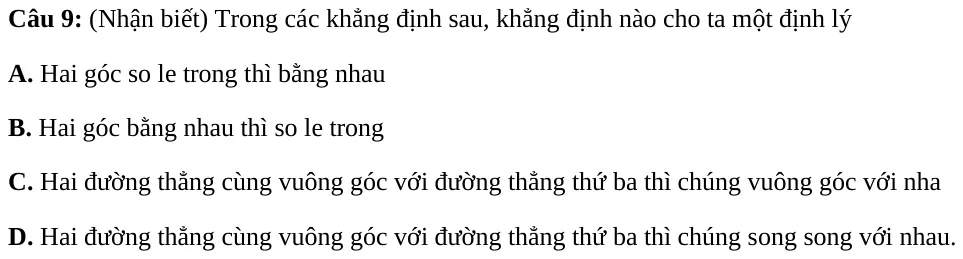 Câu 9: (Nhận biết) Trong các khẳng định sau, khẳng định nào cho ta một định lý
A. Hai góc so le trong thì bằng nhau
B. Hai góc bằng nhau thì so le trong
C. Hai đường thẳng cùng vuông góc với đường thẳng thứ ba thì chúng vuông góc với nha
D. Hai đường thẳng cùng vuông góc với đường thẳng thứ ba thì chúng song song với nhau.